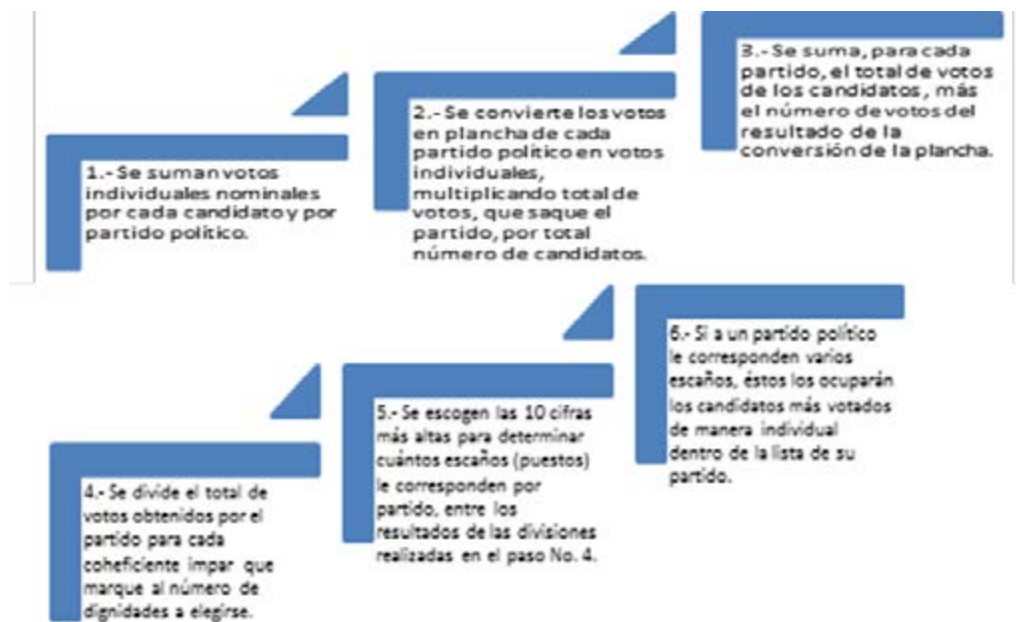 1.- Se suman votos
individuales nominales
por cada candidato y por
partido político.
2.- Se convierte los votos
en plancha de cada
partido político en votos
individuales,
multiplicando total de
votos, que saque el
partido, por total
número de candidatos.
3.- Se suma, para cada
partido, el total de votos
de los candidatos, más
el número de votos del
resultado de la
conversión de la plancha.
4.- Se divide el total de
votos obtenidos por el
partido para cada
coheficiente impar que
marque al número de
dignidades a elegirse.
5.- Se escogen las 10 cifras
más altas para determinar
cuántos escaños (puestos)
le corresponden por
partido, entre los
resultados de las divisiones
realizadas en el paso No. 4.
6.- Si a un partido político
le corresponden varios
escaños, éstos los ocuparán
los candidatos más votados
de manera individual
dentro de la lista de su
partido.